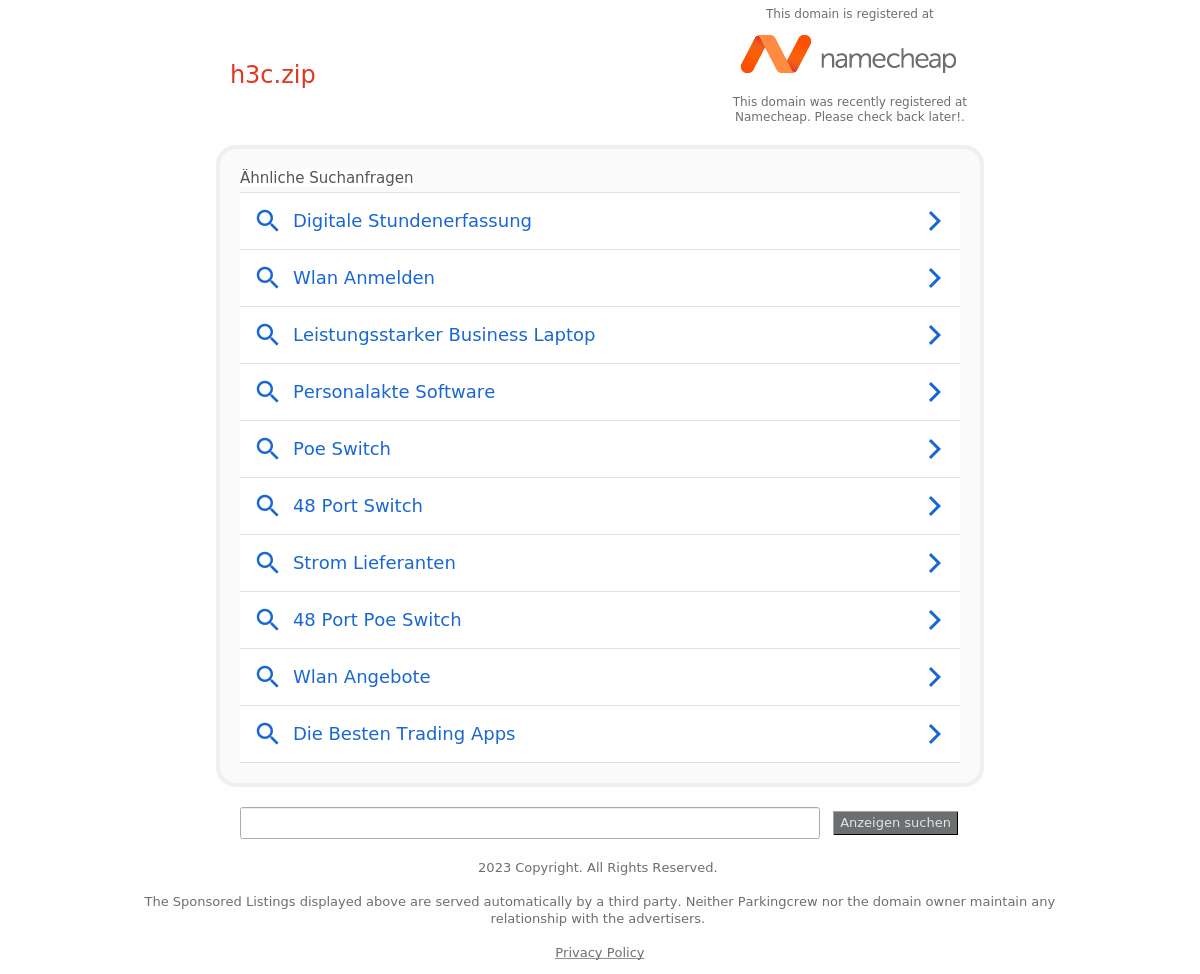 This domain is registered at
h3c.zip
namecheap
This domain was recently registered at
Namecheap. Please check back later!.
Ähnliche Suchanfragen
Digitale Stundenerfassung
Wlan Anmelden
Leistungsstarker Business Laptop
Personalakte Software
Poe Switch
48 Port Switch
Strom Lieferanten
48 Port Poe Switch
Wlan Angebote
Die Besten Trading Apps
Anzeigen suchen
2023 Copyright. All Rights Reserved.
The Sponsored Listings displayed above are served automatically by a third party. Neither Parkingcrew nor the domain owner maintain any
relationship with the advertisers.
Privacy Policy